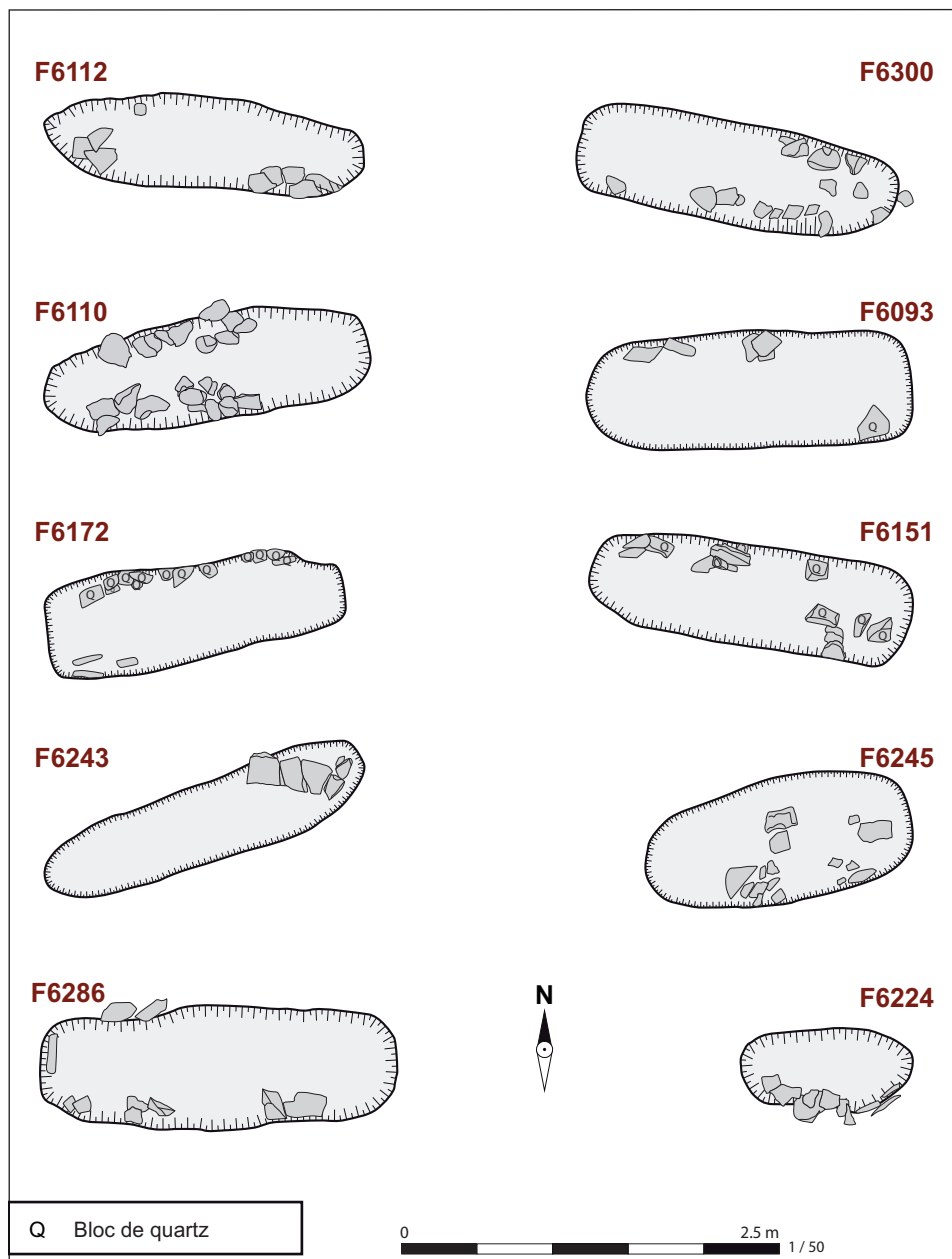 F6112
F6300
F6110
F6093
Q
F6172
Q Q Q Q Q Q Q Q Q Q
F6151
Q Q Q Q Q Q
F6243
F6245
F6286
N
F6224
Q Bloc de quartz
0 2.5 m
1 / 50